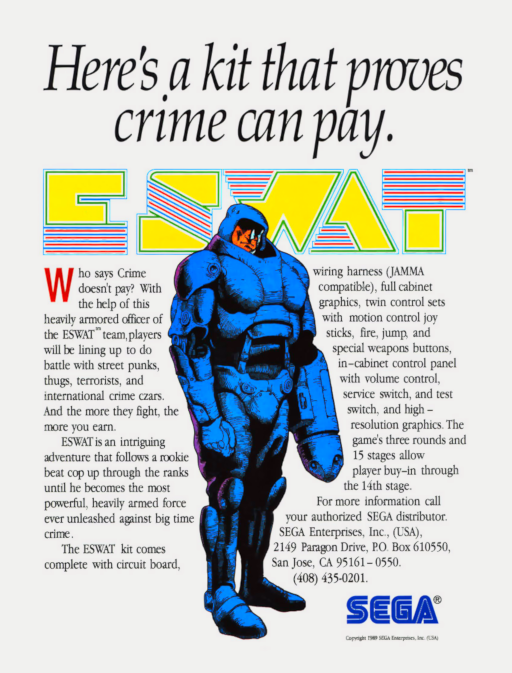 Here's a kit that proves
crime can pay.
ESWAT™
Who says Crime
doesn't pay? With
the help of this
heavily armored officer of
the ESWAT™ team, players
will be lining up to do
battle with street punks,
thugs, terrorists, and
international crime czars.
And the more they fight, the
more you earn.
ESWAT is an intriguing
adventure that follows a rookie
beat cop up through the ranks
until he becomes the most
powerful, heavily armed force
ever unleashed against big time
crime.
The ESWAT kit comes
complete with circuit board,
wiring harness (JAMMA
compatible), full cabinet
graphics, twin control sets
with motion control joy
sticks, fire, jump, and
special weapons buttons,
in-cabinet control panel
with volume control,
service switch, and test
switch, and high-
resolution graphics. The
game's three rounds and
15 stages allow
player buy-in through
the 14th stage.
For more information call
your authorized SEGA distributor.
SEGA Enterprises, Inc., (USA),
2149 Paragon Drive, P.O. Box 610550,
San Jose, CA 95161-0550.
(408) 435-0201.
SEGA®
Copyright 1989 SEGA Enterprises, Inc. (USA)